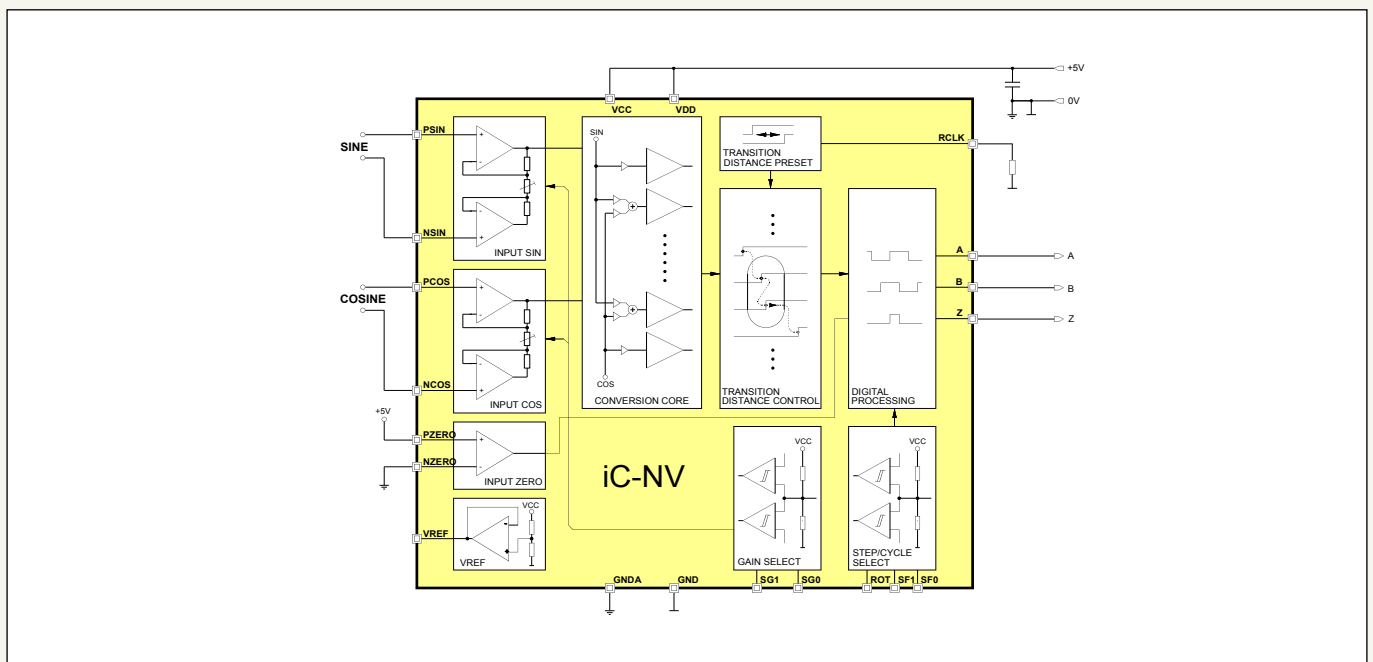 +5V
0V
VCC
VDD
PSIN
SINE
NSIN
INPUT SIN
SIN
TRANSITION
DISTANCE PRESET
RCLK
PCOS
COSINE
NCOS
INPUT COS
COS
CONVERSION CORE
TRANSITION
DISTANCE CONTROL
DIGITAL
PROCESSING
A
A
B
B
Z
Z
+5V
PZERO
NZERO
INPUT ZERO
iC-NV
VCC
VREF
VREF
VCC
GAIN SELECT
VCC
STEP/CYCLE
SELECT
GNDA
GND
SG1
SG0
ROT
SF1
SF0
+
-
-
+
+
-
-
+
+
-
-
+
+
+